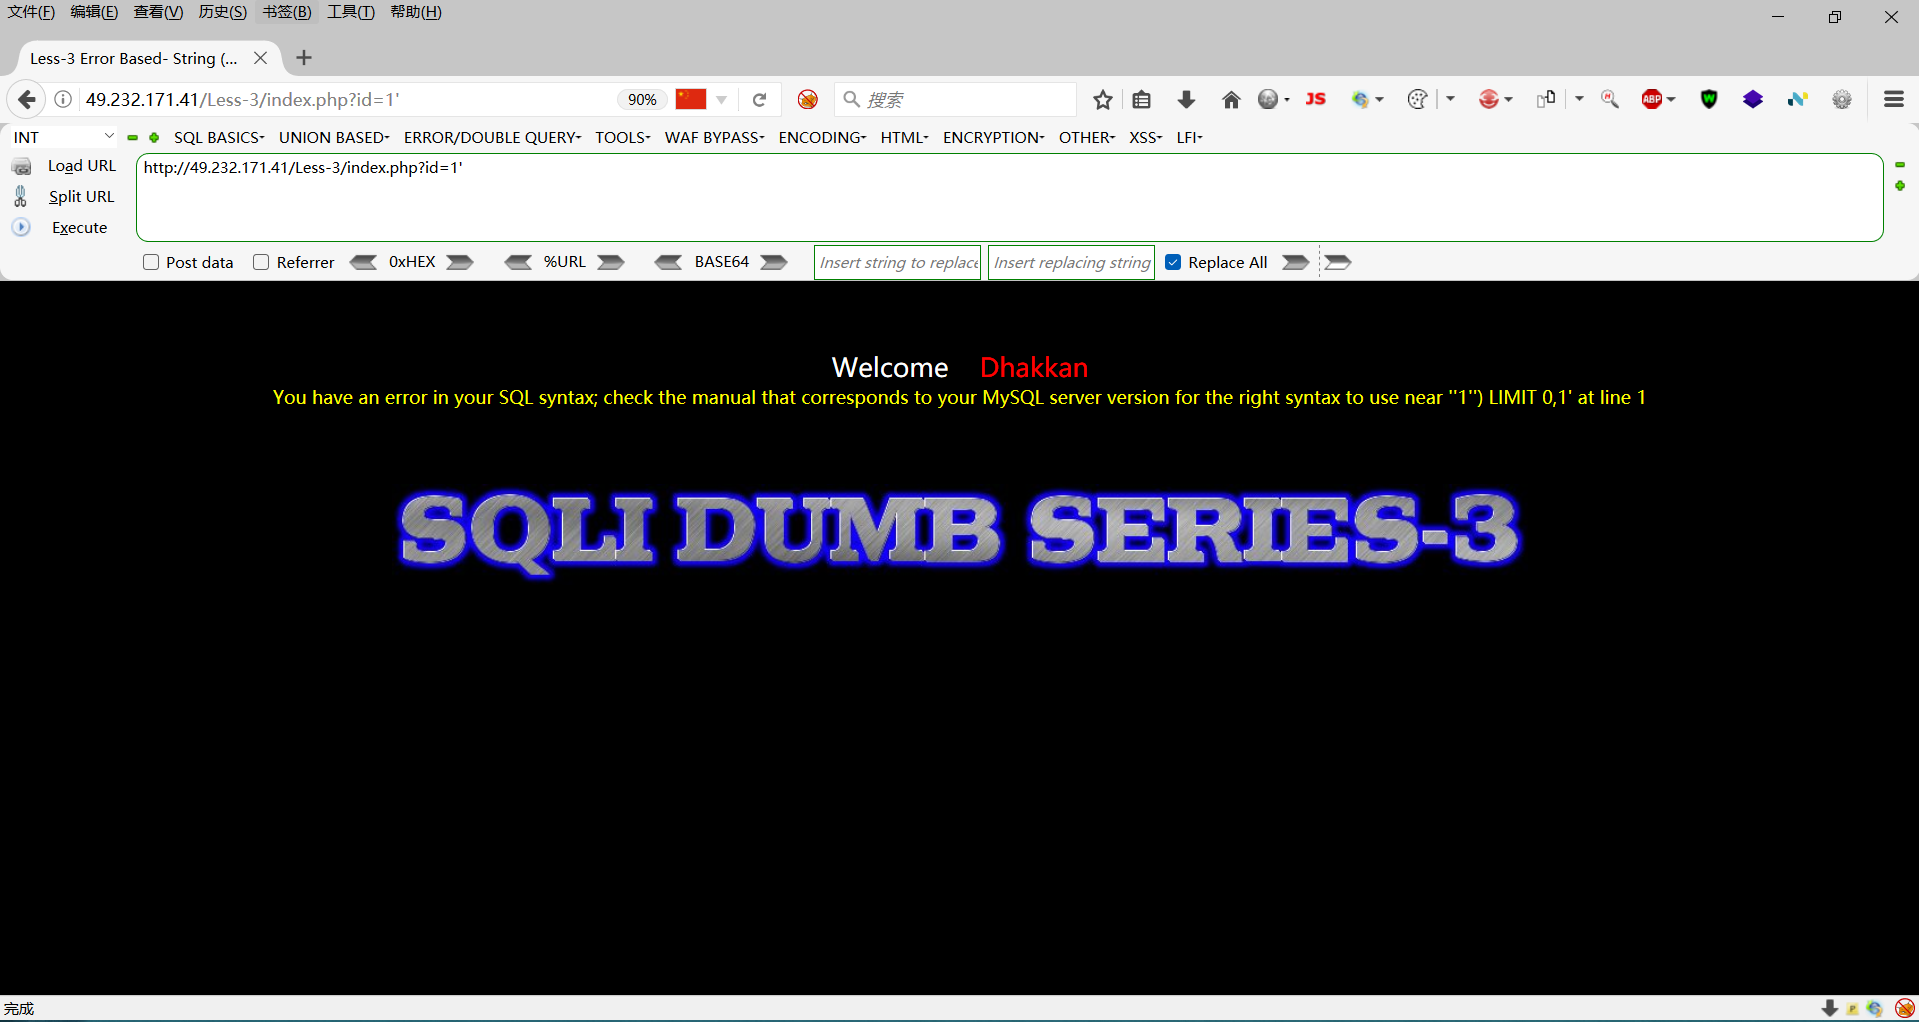 文件(F) 编辑(E) 查看(V) 历史(S) 书签(B) 工具(T) 帮助(H)
Less-3 Error Based- String (...
49.232.171.41/Less-3/index.php?id=1'
90%
搜索
JS
ABP
INT
SQL BASICS
UNION BASED
ERROR/DOUBLE QUERY
TOOLS
WAF BYPASS
ENCODING
HTML
ENCRYPTION
OTHER
XSS
LFI
Load URL
http://49.232.171.41/Less-3/index.php?id=1'
Split URL
Execute
Post data
Referrer
0xHEX
%URL
BASE64
Insert string to replace
Insert replacing string
Replace All
Welcome Dhakkan
You have an error in your SQL syntax; check the manual that corresponds to your MySQL server version for the right syntax to use near ''1'') LIMIT 0,1' at line 1
SQLI DUMB SERIES-3
完成